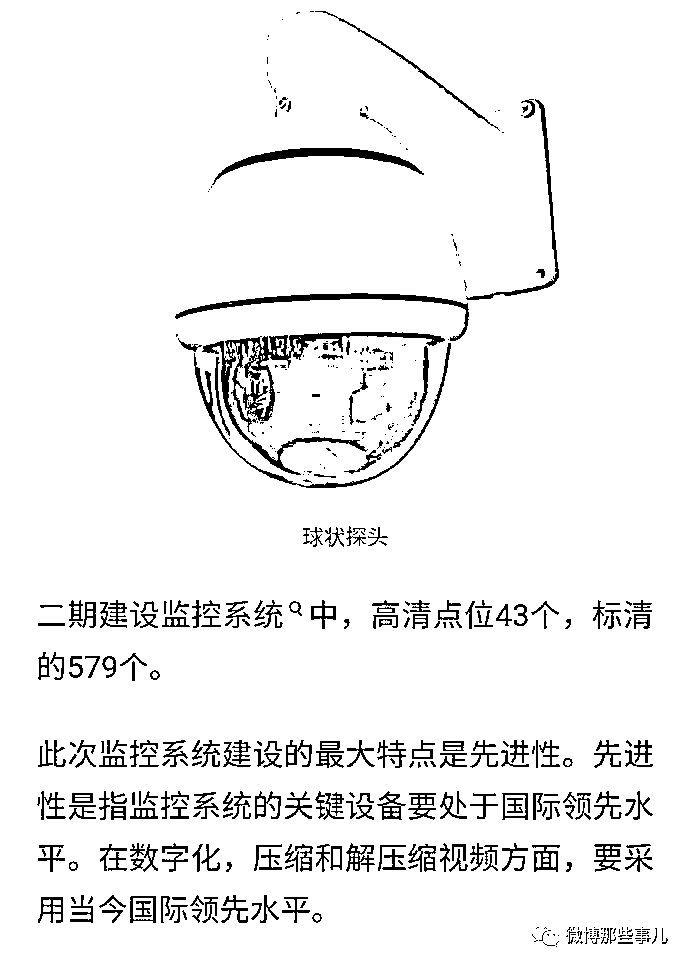 球状探头
二期建设监控系统中，高清点位43个，标清
的579个。
此次监控系统建设的最大特点是先进性。先进
性是指监控系统的关键设备要处于国际领先水
平。在数字化，压缩和解压缩视频方面，要采
用当今国际领先水平。
微博那些事儿